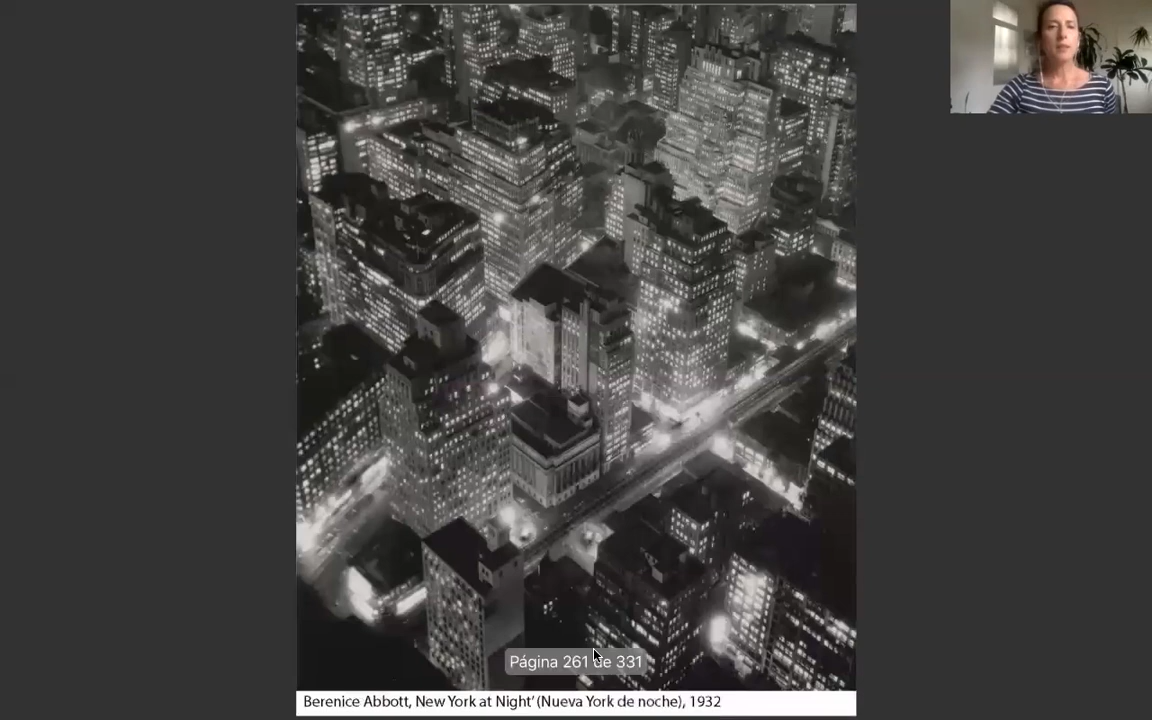 Página 261 de 331
Berenice Abbott, New York at Night' (Nueva York de noche), 1932